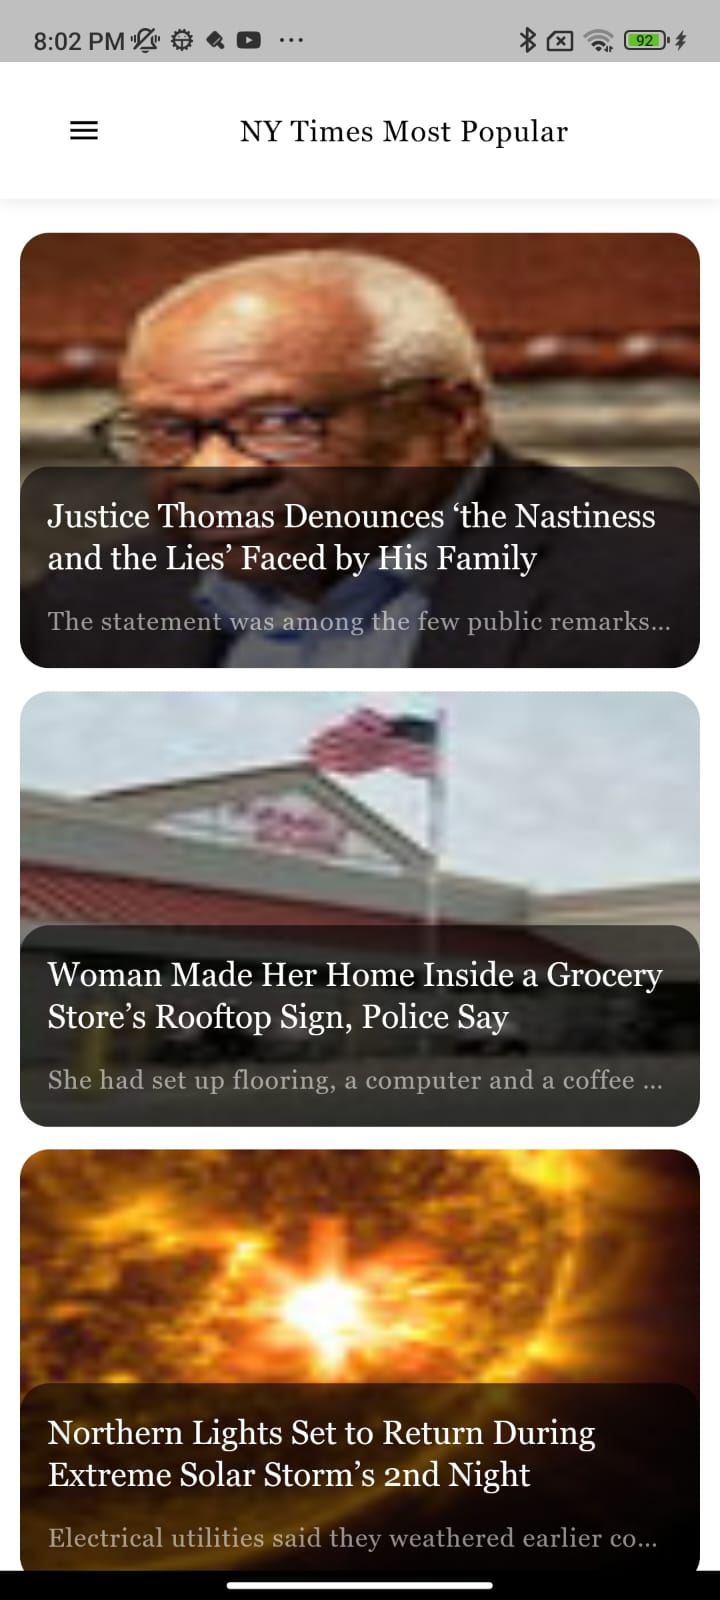 8:02 PM
92
NY Times Most Popular
Justice Thomas Denounces ‘the Nastiness
and the Lies’ Faced by His Family
The statement was among the few public remarks...
Woman Made Her Home Inside a Grocery
Store’s Rooftop Sign, Police Say
She had set up flooring, a computer and a coffee ...
Northern Lights Set to Return During
Extreme Solar Storm’s 2nd Night
Electrical utilities said they weathered earlier co...